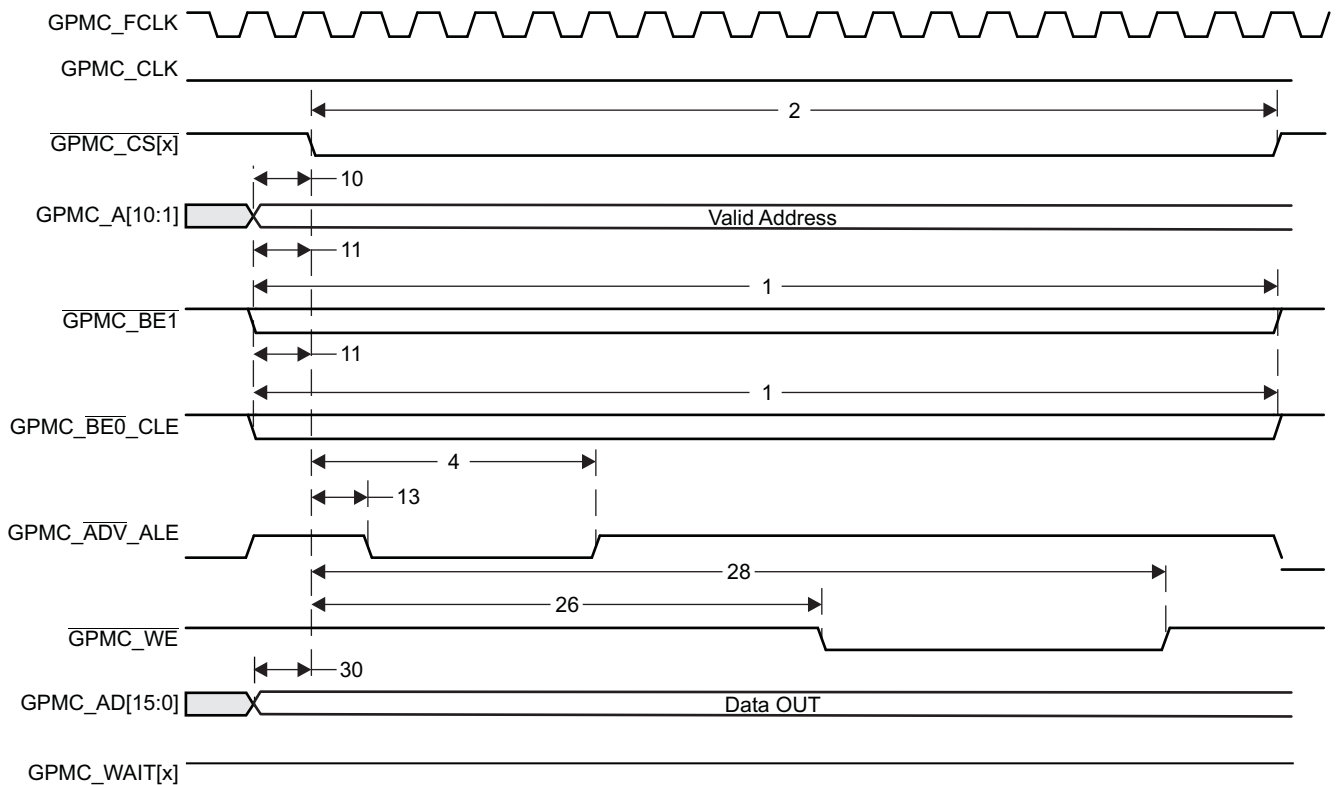 GPMC_FCLK
GPMC_CLK
2
GPMC_CS[x]
10
GPMC_A[10:1]
Valid Address
11
1
GPMC_BE1
11
1
GPMC_BE0_CLE
4
13
GPMC_ADV_ALE
28
26
GPMC_WE
30
GPMC_AD[15:0]
Data OUT
GPMC_WAIT[x]